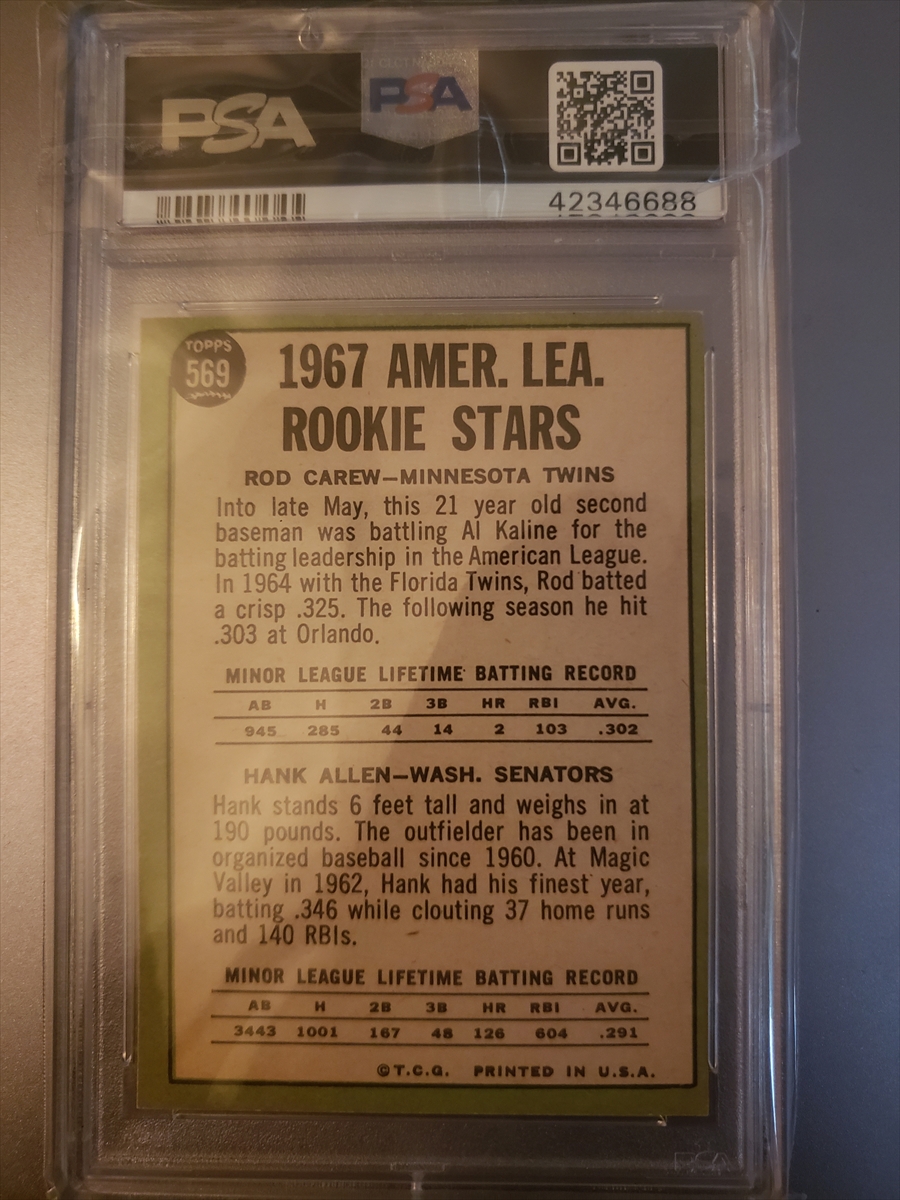 PSA
PSA
42346688
TOPPS
569
1967 AMER. LEA.
ROOKIE STARS
ROD CAREW—MINNESOTA TWINS
Into late May, this 21 year old second
baseman was battling Al Kaline for the
batting leadership in the American League.
In 1964 with the Florida Twins, Rod batted
a crisp .325. The following season he hit
.303 at Orlando.
MINOR LEAGUE LIFETIME BATTING RECORD
AB H 2B 3B HR RBI AVG.
945 285 44 14 2 103 .302
HANK ALLEN—WASH. SENATORS
Hank stands 6 feet tall and weighs in at
190 pounds. The outfielder has been in
organized baseball since 1960. At Magic
Valley in 1962, Hank had his finest year,
batting .346 while clouting 37 home runs
and 140 RBIs.
MINOR LEAGUE LIFETIME BATTING RECORD
AB H 2B 3B HR RBI AVG.
3443 1001 167 48 126 604 .291
©T.C.G. PRINTED IN U.S.A.
PSA